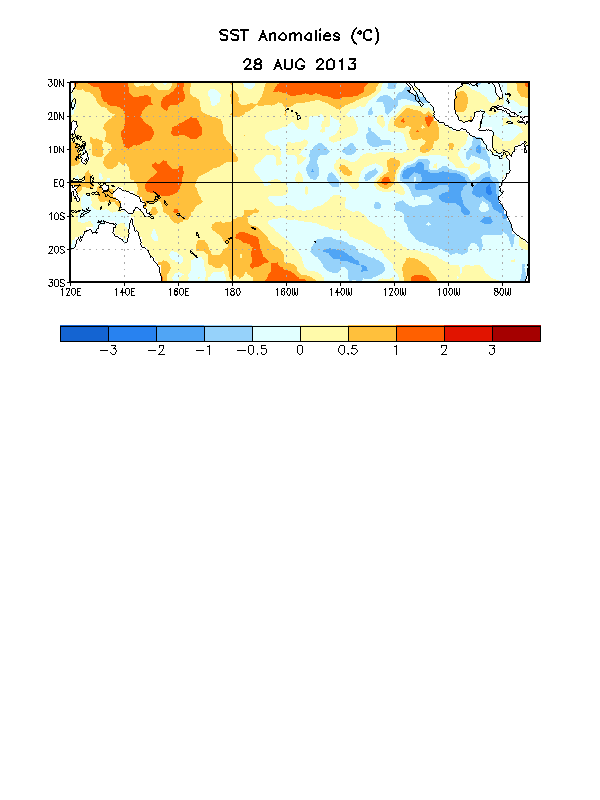 SST Anomalies (°C)
28 AUG 2013
30N
20N
10N
EQ
10S
20S
30S
120E 140E 160E 180 160W 140W 120W 100W 80W
−3 −2 −1 −0.5 0 0.5 1 2 3